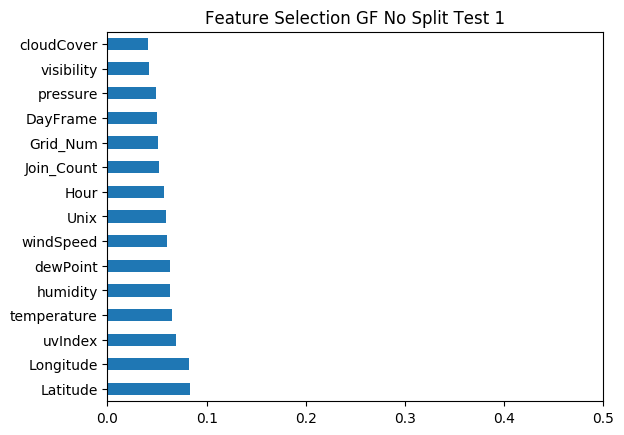 Feature Selection GF No Split Test 1
cloudCover
visibility
pressure
DayFrame
Grid_Num
Join_Count
Hour
Unix
windSpeed
dewPoint
humidity
temperature
uvIndex
Longitude
Latitude
0.0 0.1 0.2 0.3 0.4 0.5